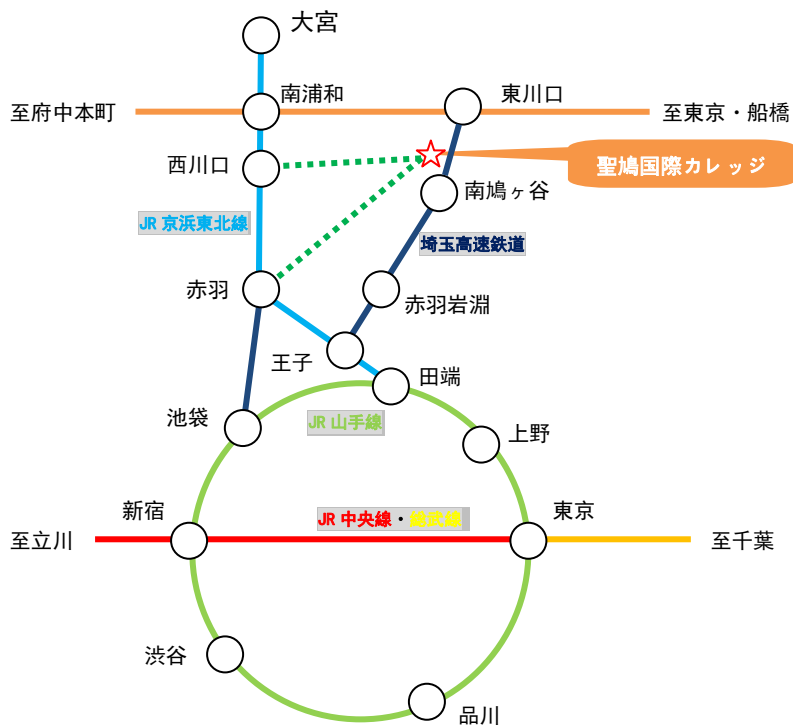 大宮
南浦和
東川口
至府中本町
至東京・船橋
西川口
聖鳩国際カレッジ
南鳩ヶ谷
JR 京浜東北線
埼玉高速鉄道
赤羽
赤羽岩淵
王子
田端
池袋
JR 山手線
上野
新宿
JR 中央線・総武線
東京
至立川
至千葉
渋谷
品川